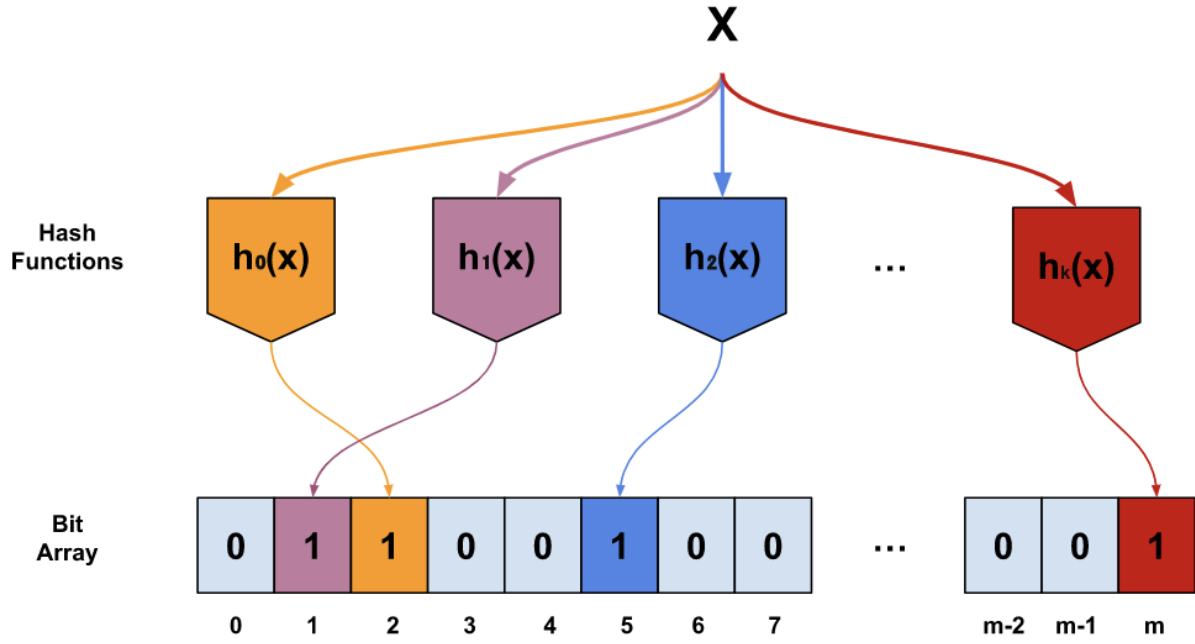 X
Hash
Functions
h₀(x) h₁(x) h₂(x) ... hₖ(x)
Bit
Array
0 1 1 0 0 1 0 0 ... 0 0 1
0 1 2 3 4 5 6 7 m-2 m-1 m